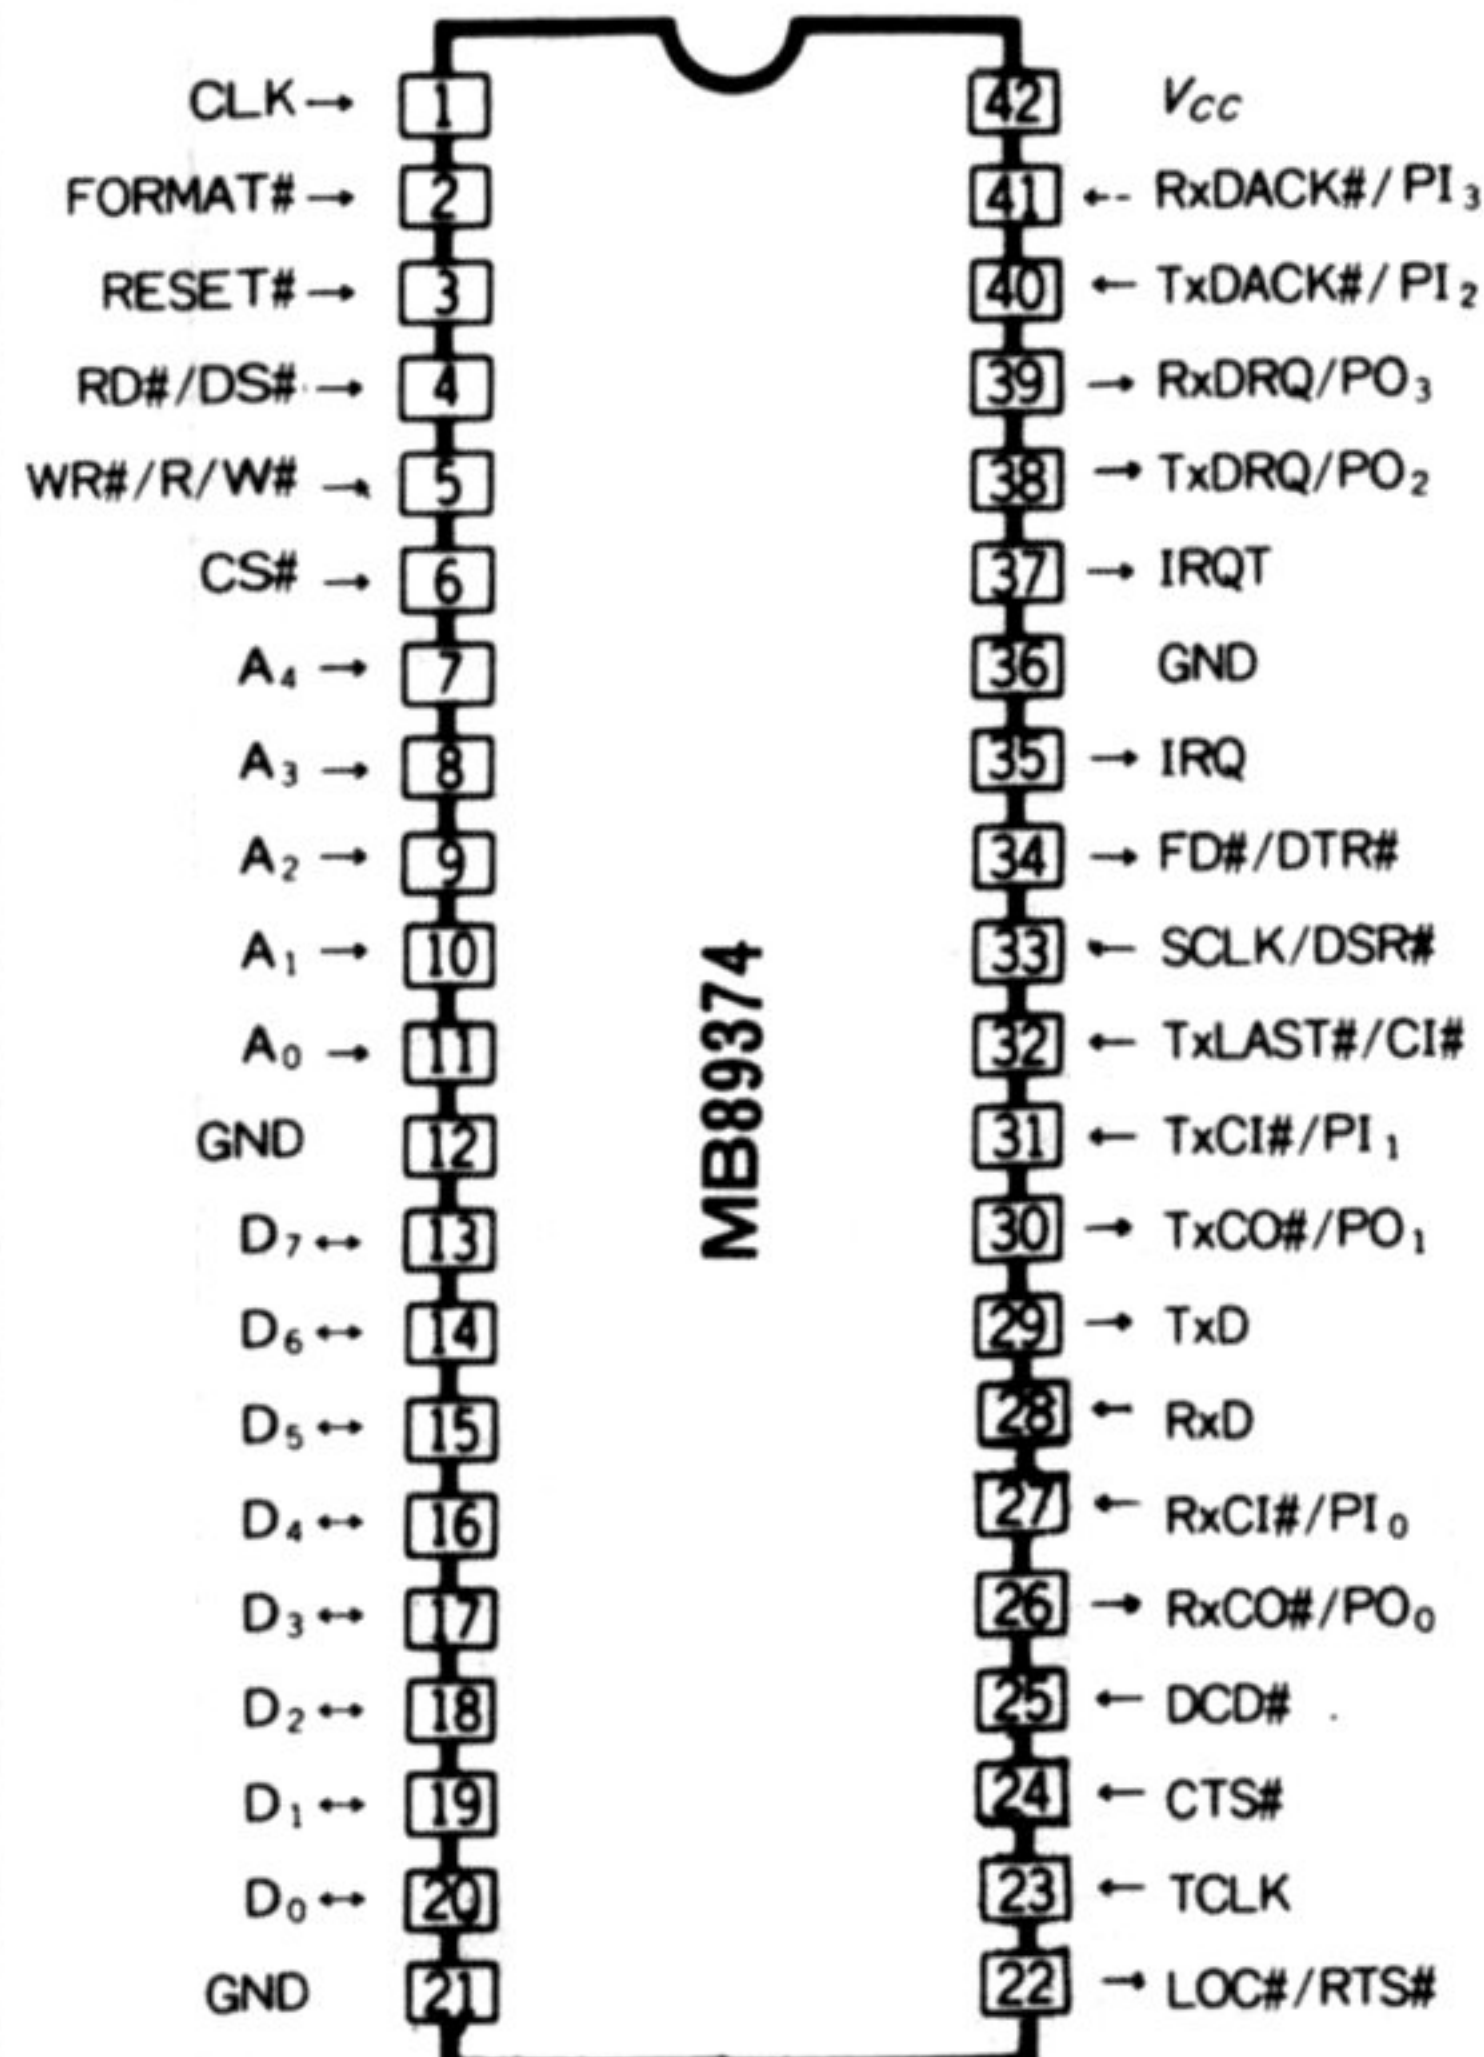 CLK→ 1 42 VCC
FORMAT#→ 2 41 ←-RxDACK#/PI3
RESET#→ 3 40 ←TxDACK#/PI2
RD#/DS#→ 4 39 →RxDRQ/PO3
WR#/R/W#→ 5 38 →TxDRQ/PO2
CS#→ 6 37 →IRQT
A4→ 7 36 GND
A3→ 8 35 →IRQ
A2→ 9 34 →FD#/DTR#
A1→ 10 33 ←SCLK/DSR#
A0→ 11 32 ←TxLAST#/CI#
GND 12 31 ←TxCI#/PI1
D7↔ 13 30 →TxCO#/PO1
D6↔ 14 29 →TxD
D5↔ 15 28 ←RxD
D4↔ 16 27 ←RxCI#/PI0
D3↔ 17 26 →RxCO#/PO0
D2↔ 18 25 ←DCD#
D1↔ 19 24 ←CTS#
D0↔ 20 23 ←TCLK
GND 21 22 →LOC#/RTS#
MB89374